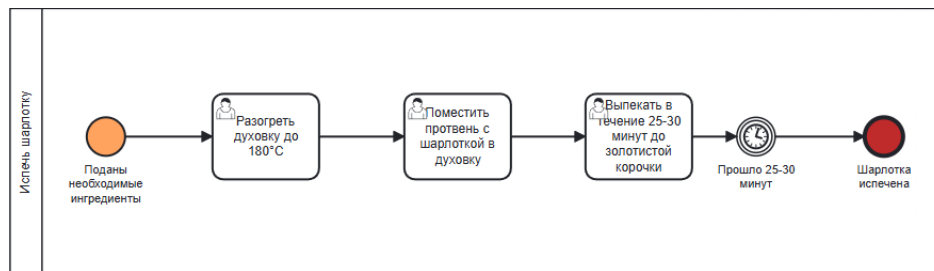 Испечь шарлотку
Поданы
необходимые
ингредиенты
Разогреть
духовку до
180°C
Поместить
протвень с
шарлоткой в
духовку
Выпекать в
течение 25-30
минут до
золотистой
корочки
Прошло 25-30
минут
Шарлотка
испечена